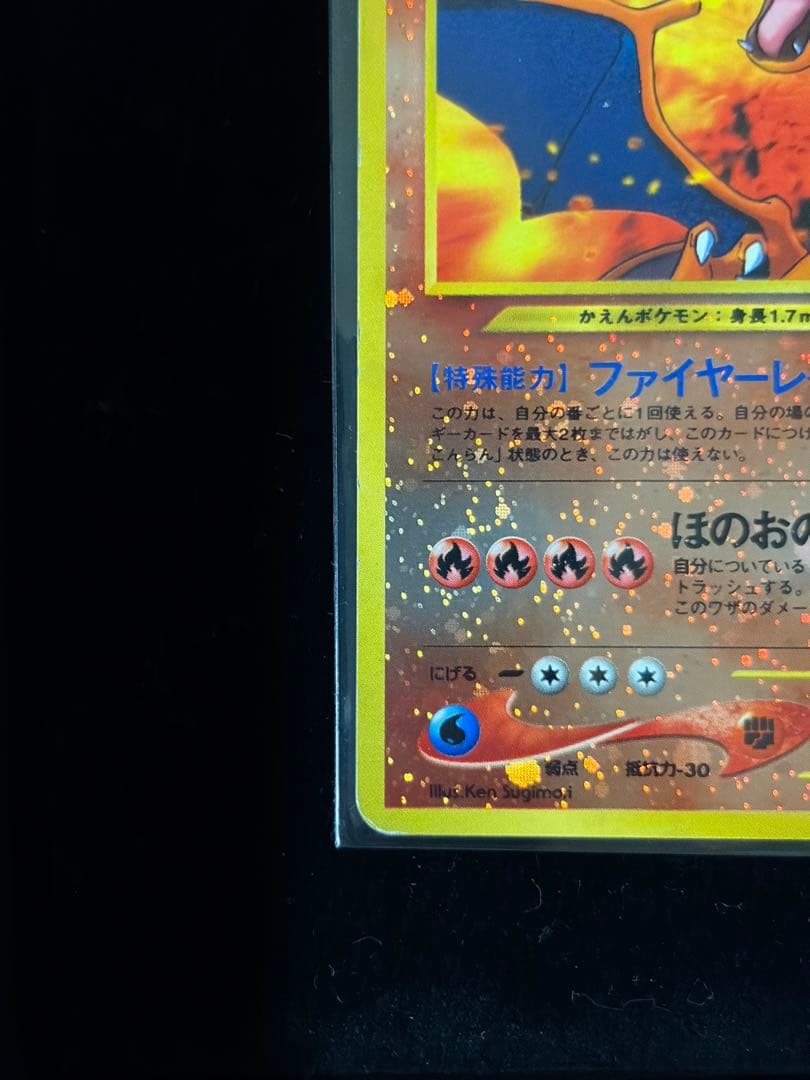 かえんポケモン：身長1.7m
【特殊能力】ファイヤーレ
この力は、自分の番ごとに1回使える。自分の場の
ギーカードを最大2枚まではがし、このカードにつけ
こんらん」状態のとき、この力は使えない。
ほのおの
自分についている
トラッシュする。
このワザのダメー
にげる
弱点 抵抗力-30
Illus.Ken Sugimori